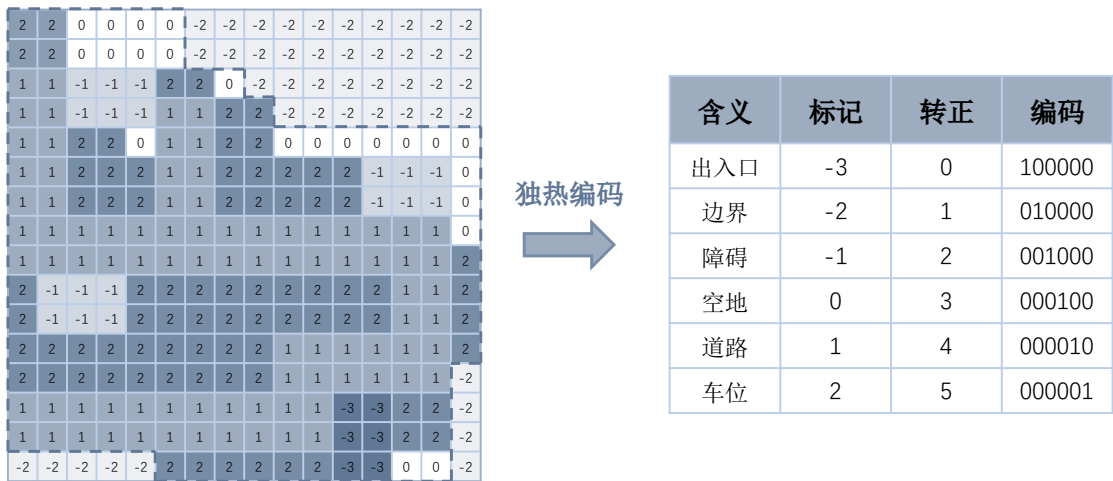 2 2 0 0 0 0 -2 -2 -2 -2 -2 -2 -2 -2 -2 -2
2 2 0 0 0 0 -2 -2 -2 -2 -2 -2 -2 -2 -2 -2
1 1 -1 -1 -1 2 2 0 -2 -2 -2 -2 -2 -2 -2 -2
1 1 -1 -1 -1 1 1 2 2 -2 -2 -2 -2 -2 -2 -2
1 1 2 2 0 1 1 2 2 0 0 0 0 0 0 0
1 1 2 2 2 1 1 2 2 2 2 2 -1 -1 -1 0
1 1 2 2 2 1 1 2 2 2 2 2 -1 -1 -1 0
1 1 1 1 1 1 1 1 1 1 1 1 1 1 1 0
1 1 1 1 1 1 1 1 1 1 1 1 1 1 1 2
2 -1 -1 -1 2 2 2 2 2 2 2 2 2 1 1 2
2 -1 -1 -1 2 2 2 2 2 2 2 2 2 1 1 2
2 2 2 2 2 2 2 2 2 1 1 1 1 1 1 2
2 2 2 2 2 2 2 2 2 1 1 1 1 1 1 -2
1 1 1 1 1 1 1 1 1 1 1 -3 -3 2 2 -2
1 1 1 1 1 1 1 1 1 1 1 -3 -3 2 2 -2
-2 -2 -2 -2 -2 2 2 2 2 2 2 -3 -3 0 0 -2
独热编码
含义 标记 转正 编码
出入口 -3 0 100000
边界 -2 1 010000
障碍 -1 2 001000
空地 0 3 000100
道路 1 4 000010
车位 2 5 000001